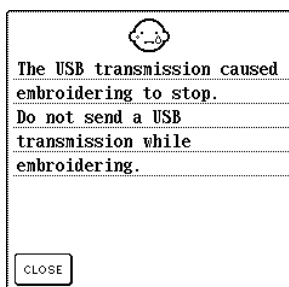 The USB transmission caused
embroidering to stop.
Do not send a USB
transmission while
embroidering.
CLOSE